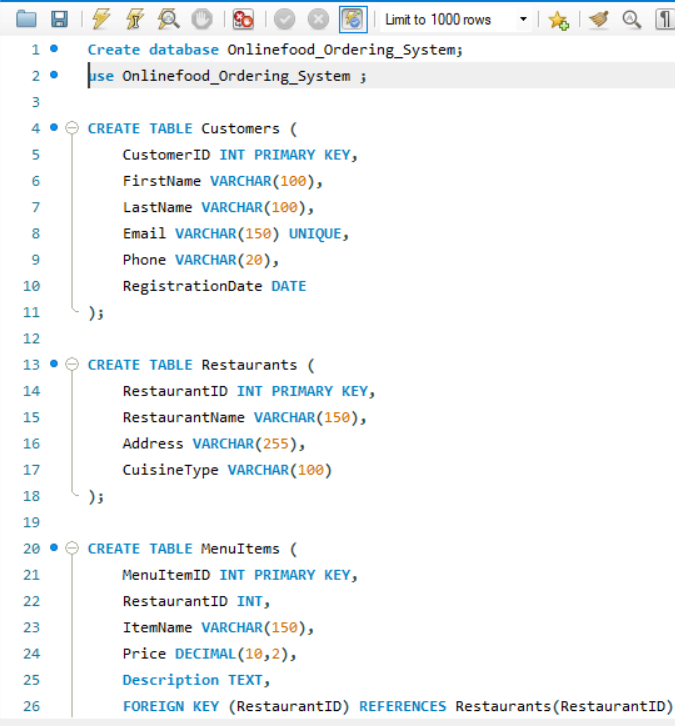 Limit to 1000 rows
1 Create database Onlinefood_Ordering_System;
2 use Onlinefood_Ordering_System ;
3
4 CREATE TABLE Customers (
5 CustomerID INT PRIMARY KEY,
6 FirstName VARCHAR(100),
7 LastName VARCHAR(100),
8 Email VARCHAR(150) UNIQUE,
9 Phone VARCHAR(20),
10 RegistrationDate DATE
11 );
12
13 CREATE TABLE Restaurants (
14 RestaurantID INT PRIMARY KEY,
15 RestaurantName VARCHAR(150),
16 Address VARCHAR(255),
17 CuisineType VARCHAR(100)
18 );
19
20 CREATE TABLE MenuItems (
21 MenuItemID INT PRIMARY KEY,
22 RestaurantID INT,
23 ItemName VARCHAR(150),
24 Price DECIMAL(10,2),
25 Description TEXT,
26 FOREIGN KEY (RestaurantID) REFERENCES Restaurants(RestaurantID)